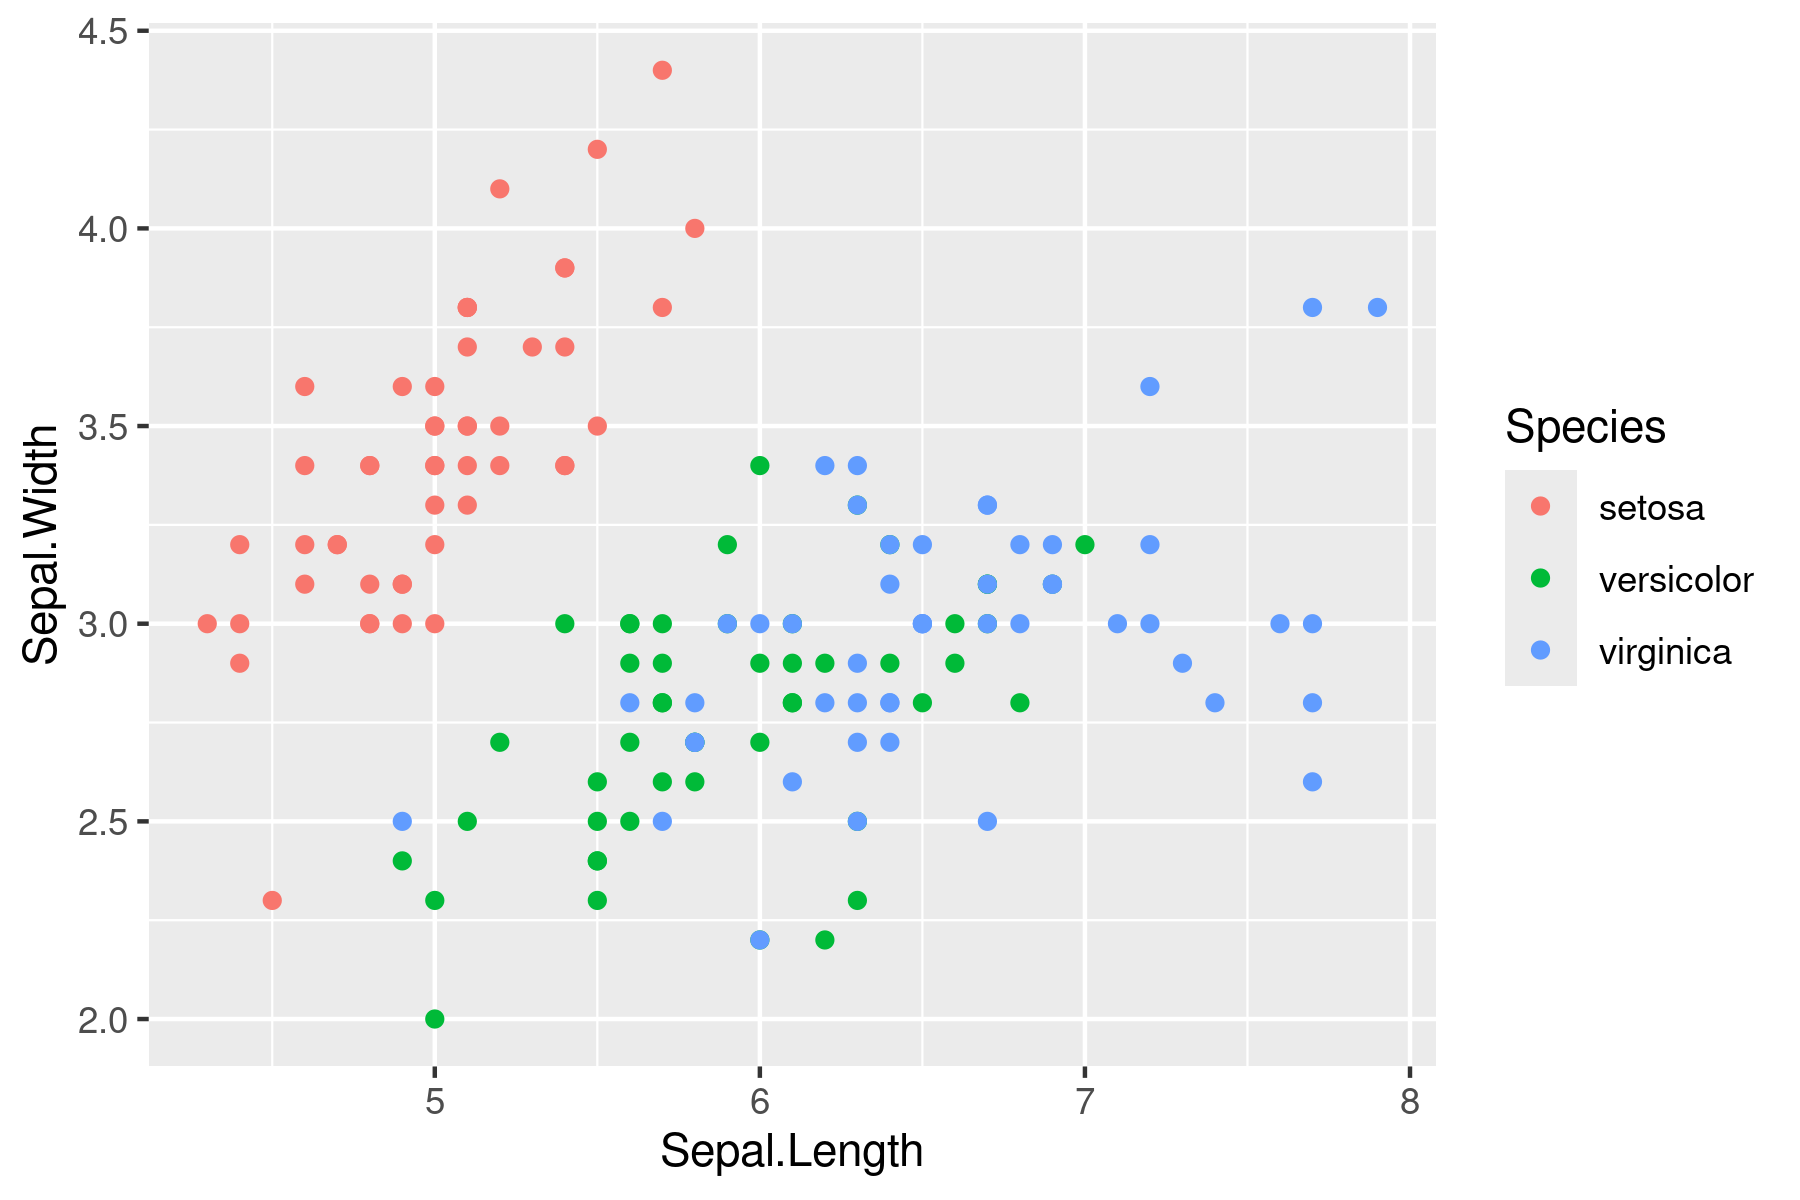 4.5
4.0
3.5
3.0
2.5
2.0
Sepal.Width
5 6 7 8
Sepal.Length
Species
setosa
versicolor
virginica